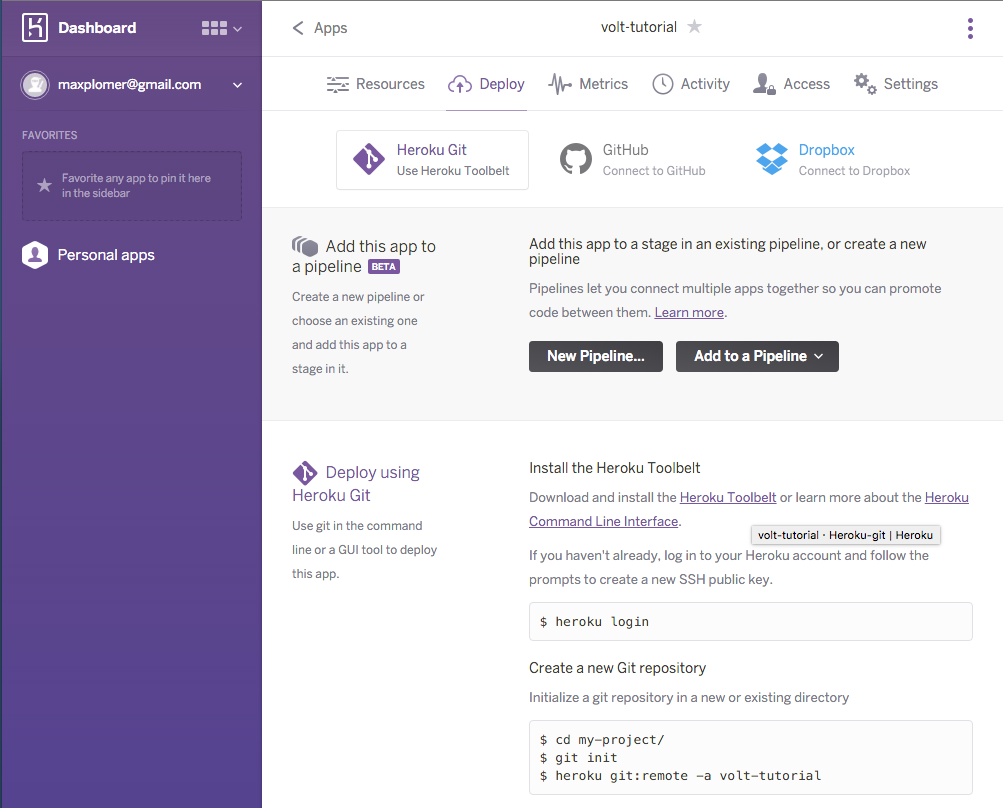 Dashboard
maxplomer@gmail.com
FAVORITES
Favorite any app to pin it here
in the sidebar
Personal apps
Apps
volt-tutorial
Resources
Deploy
Metrics
Activity
Access
Settings
Heroku Git
Use Heroku Toolbelt
GitHub
Connect to GitHub
Dropbox
Connect to Dropbox
Add this app to
a pipeline BETA
Create a new pipeline or
choose an existing one
and add this app to a
stage in it.
Add this app to a stage in an existing pipeline, or create a new
pipeline
Pipelines let you connect multiple apps together so you can promote
code between them. Learn more.
New Pipeline...
Add to a Pipeline
Deploy using
Heroku Git
Use git in the command
line or a GUI tool to deploy
this app.
Install the Heroku Toolbelt
Download and install the Heroku Toolbelt or learn more about the Heroku
Command Line Interface.
volt-tutorial · Heroku-git | Heroku
If you haven't already, log in to your Heroku account and follow the
prompts to create a new SSH public key.
$ heroku login
Create a new Git repository
Initialize a git repository in a new or existing directory
$ cd my-project/
$ git init
$ heroku git:remote -a volt-tutorial